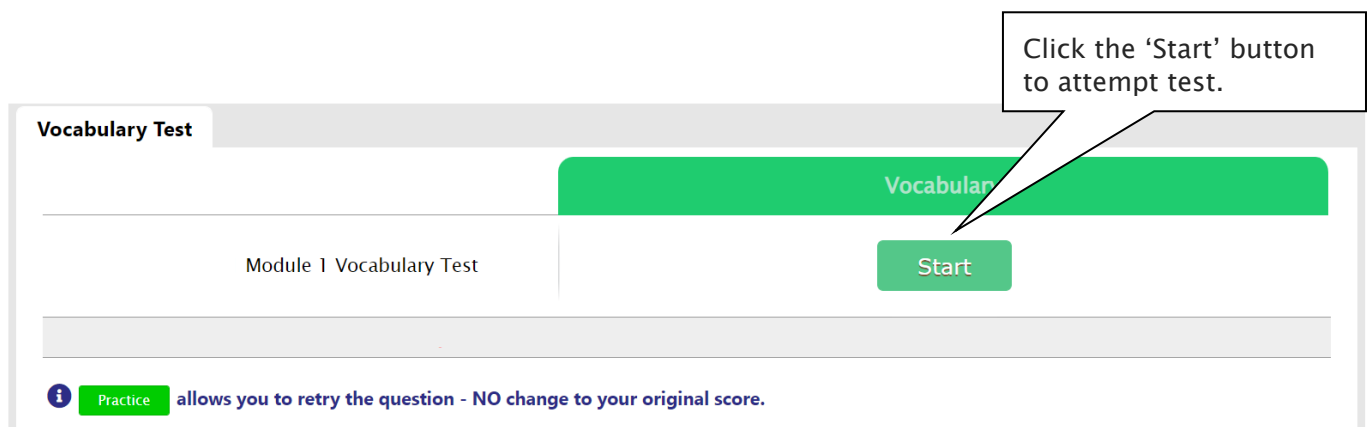 Click the ‘Start’ button
to attempt test.
Vocabulary Test
Module 1 Vocabulary Test
Start
Practice allows you to retry the question - NO change to your original score.